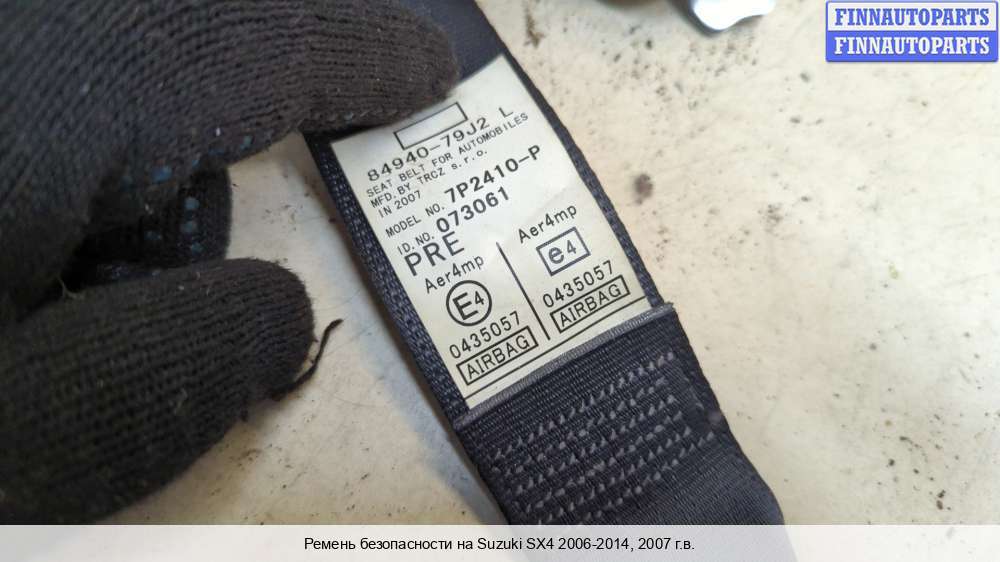 FINNAUTOPARTS
FINNAUTOPARTS
84940-79J2 L
SEAT BELT FOR AUTOMOBILES
MFD. BY TRCZ s.r.o.
IN 2007
MODEL NO. 7P2410-P
ID. NO. 073061
PRE
Aer4mp
Aer4mp
E4
e4
0435057
0435057
AIRBAG
AIRBAG
Ремень безопасности на Suzuki SX4 2006-2014, 2007 г.в.